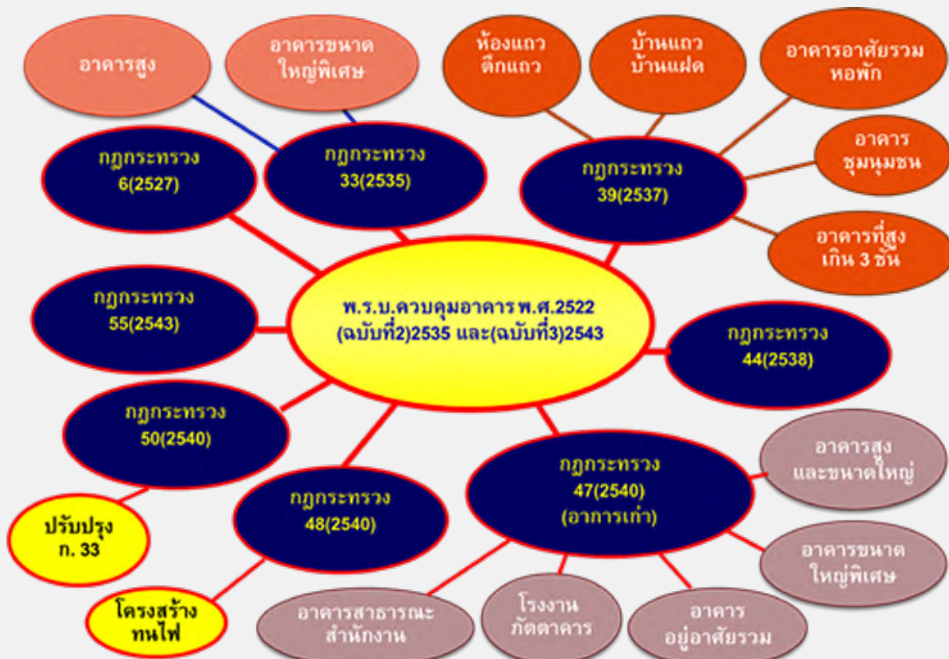 อาคารสูง
อาคารขนาด
ใหญ่พิเศษ
ห้องแถว
ตึกแถว
บ้านแถว
บ้านแฝด
อาคารอาศัยรวม
หอพัก
กฎกระทรวง
6(2527)
กฎกระทรวง
33(2535)
กฎกระทรวง
39(2537)
อาคาร
ชุมนุมชน
อาคารที่สูง
เกิน 3 ชั้น
กฎกระทรวง
55(2543)
พ.ร.บ.ควบคุมอาคาร พ.ศ.2522
(ฉบับที่2)2535 และ(ฉบับที่3)2543
กฎกระทรวง
44(2538)
กฎกระทรวง
50(2540)
ปรับปรุง
ก. 33
กฎกระทรวง
48(2540)
โครงสร้าง
ทนไฟ
กฎกระทรวง
47(2540)
(อาการเก่า)
อาคารสูง
และขนาดใหญ่
อาคารขนาด
ใหญ่พิเศษ
อาคารสาธารณะ
สำนักงาน
โรงงาน
ภัตตาคาร
อาคาร
อยู่อาศัยรวม